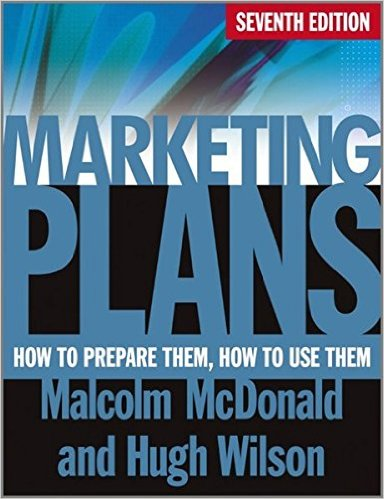 SEVENTH EDITION
MARKETING
PLANS
HOW TO PREPARE THEM, HOW TO USE THEM
Malcolm McDonald
and Hugh Wilson